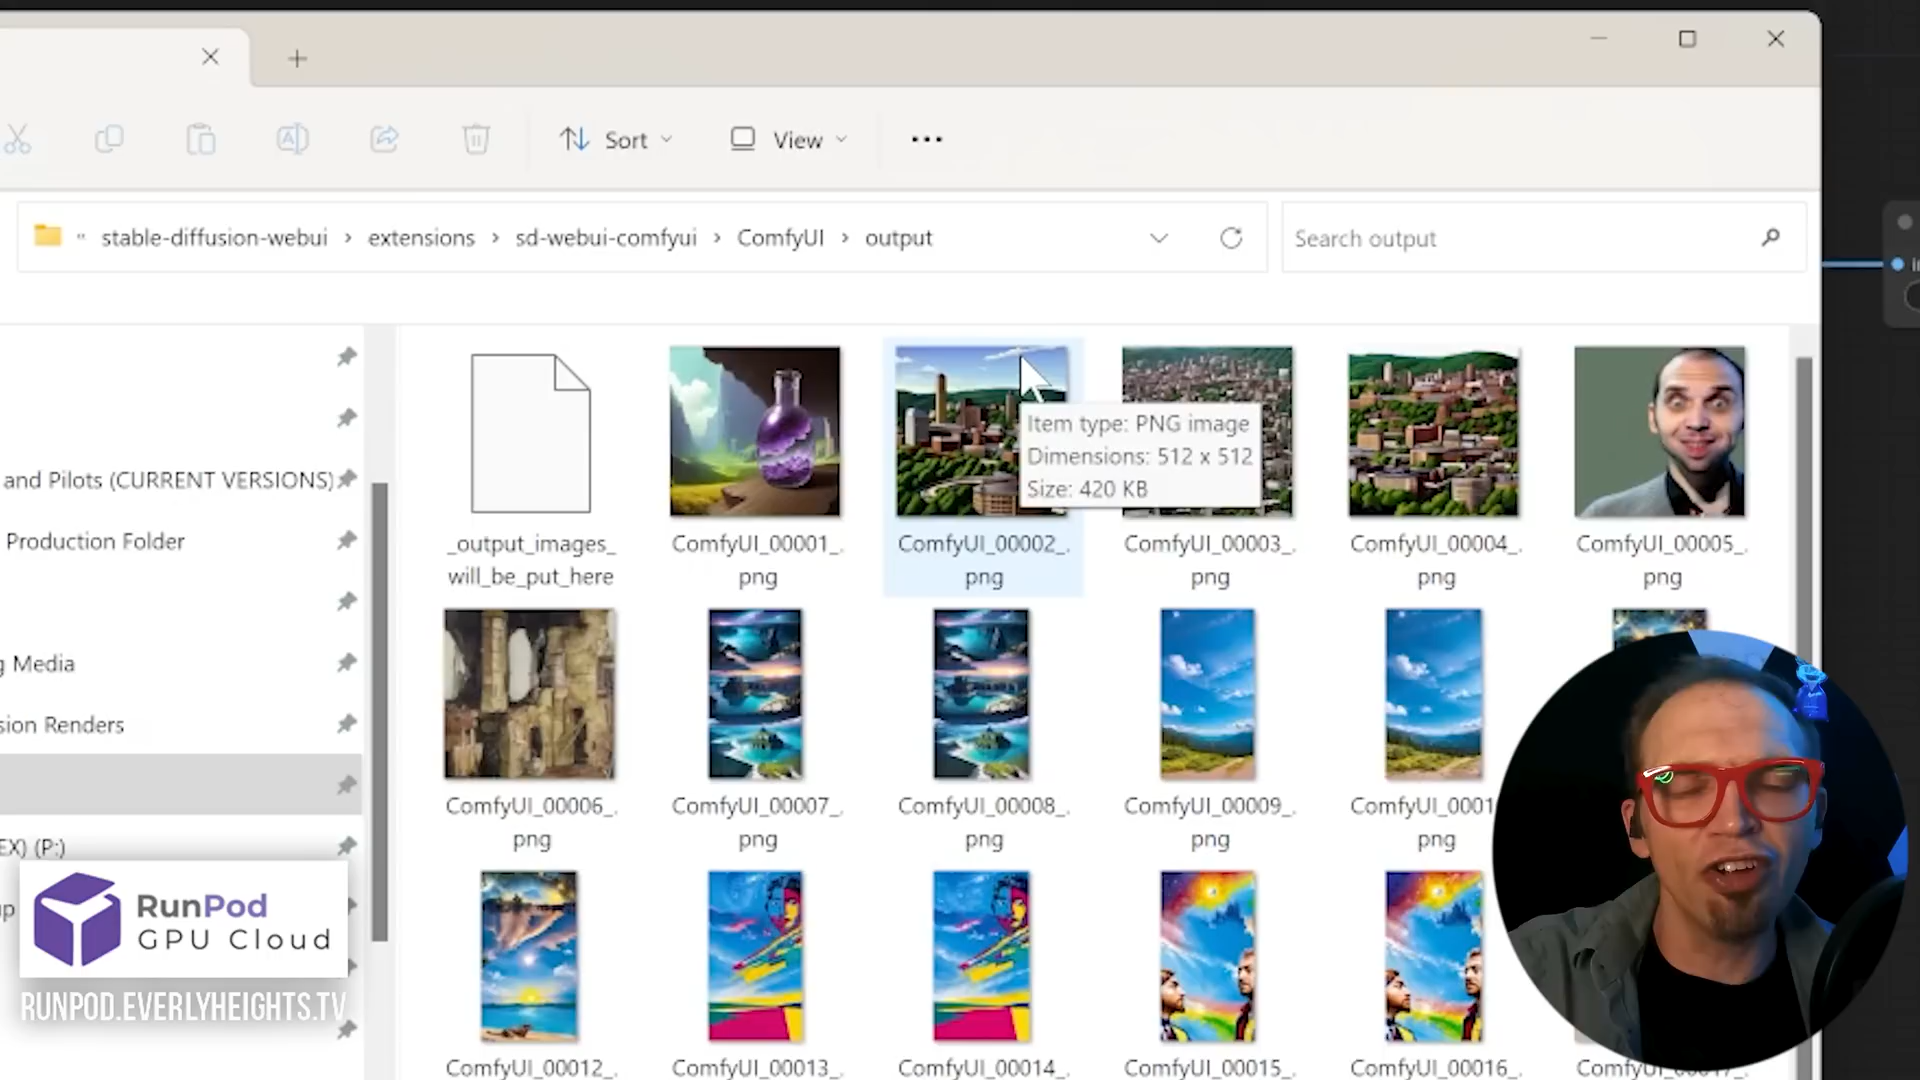 Sort
View
stable-diffusion-webui
extensions
sd-webui-comfyui
ComfyUI
output
Search output
and Pilots (CURRENT VERSIONS)
Production Folder
Media
sion Renders
EX) (P:)
Item type: PNG image
Dimensions: 512 x 512
Size: 420 KB
_output_images_
will_be_put_here
ComfyUI_00001_.
png
ComfyUI_00002_.
png
ComfyUI_00003_.
png
ComfyUI_00004_.
png
ComfyUI_00005_.
png
ComfyUI_00006_.
png
ComfyUI_00007_.
png
ComfyUI_00008_.
png
ComfyUI_00009_.
png
ComfyUI_0001
png
ComfyUI_00012_.
ComfyUI_00013_.
ComfyUI_00014_.
ComfyUI_00015_.
ComfyUI_00016_.
RunPod
GPU Cloud
RUNPOD.EVERLYHEIGHTS.TV